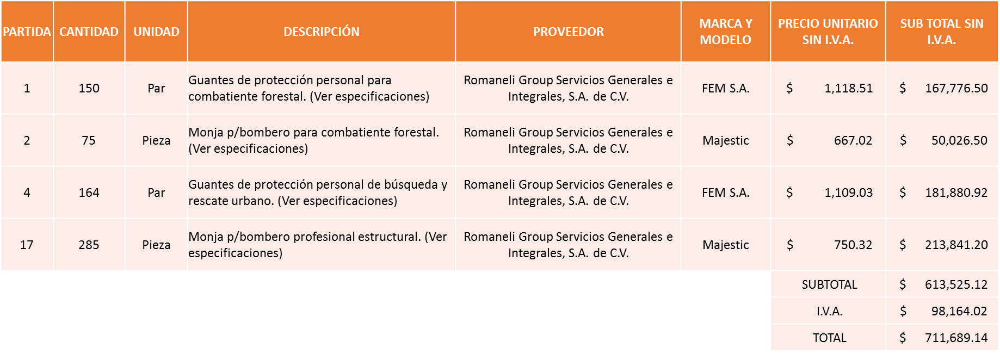 PARTIDA CANTIDAD UNIDAD DESCRIPCIÓN PROVEEDOR MARCA Y MODELO PRECIO UNITARIO SIN I.V.A. SUB TOTAL SIN I.V.A.
1 150 Par Guantes de protección personal para combatiente forestal. (Ver especificaciones) Romaneli Group Servicios Generales e Integrales, S.A. de C.V. FEM S.A. $ 1,118.51 $ 167,776.50
2 75 Pieza Monja p/bombero para combatiente forestal. (Ver especificaciones) Romaneli Group Servicios Generales e Integrales, S.A. de C.V. Majestic $ 667.02 $ 50,026.50
4 164 Par Guantes de protección personal de búsqueda y rescate urbano. (Ver especificaciones) Romaneli Group Servicios Generales e Integrales, S.A. de C.V. FEM S.A. $ 1,109.03 $ 181,880.92
17 285 Pieza Monja p/bombero profesional estructural. (Ver especificaciones) Romaneli Group Servicios Generales e Integrales, S.A. de C.V. Majestic $ 750.32 $ 213,841.20
SUBTOTAL $ 613,525.12
I.V.A. $ 98,164.02
TOTAL $ 711,689.14